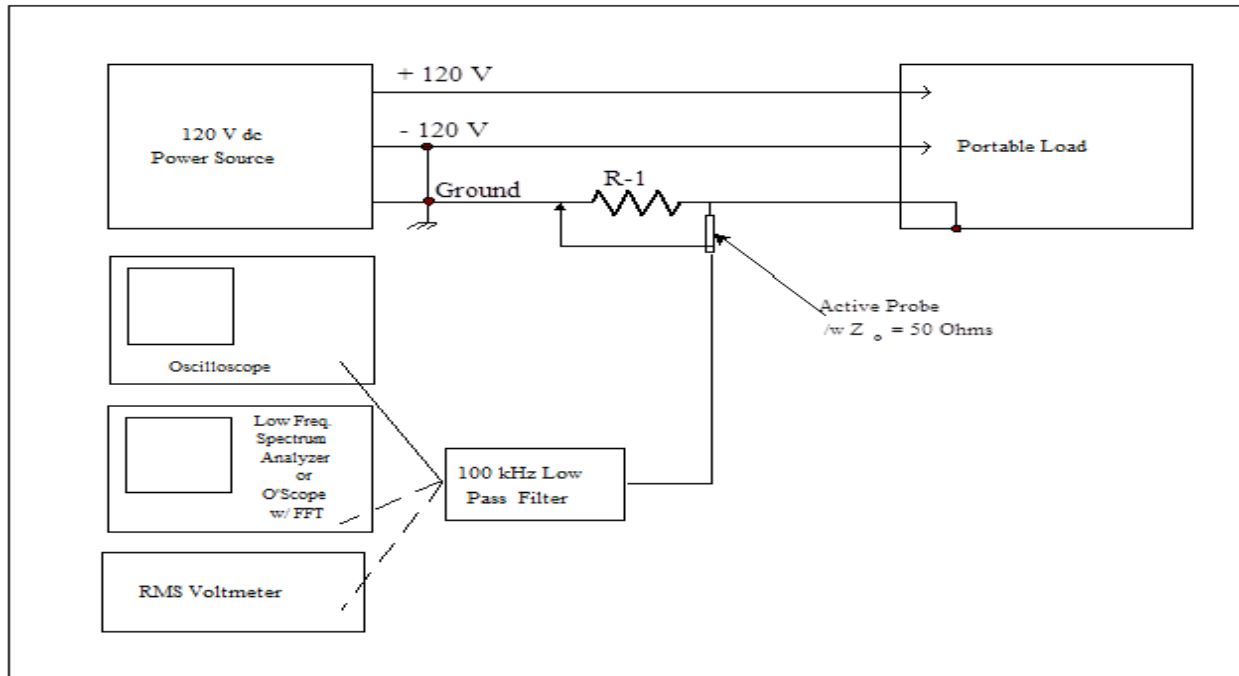 + 120 V
120 V dc
Power Source
- 120 V
Ground
R-1
Portable Load
Active Probe
/w Z o = 50 Ohms
Oscilloscope
Low Freq.
Spectrum
Analyzer
or
O'Scope
w/ FFT
100 kHz Low
Pass Filter
RMS Voltmeter